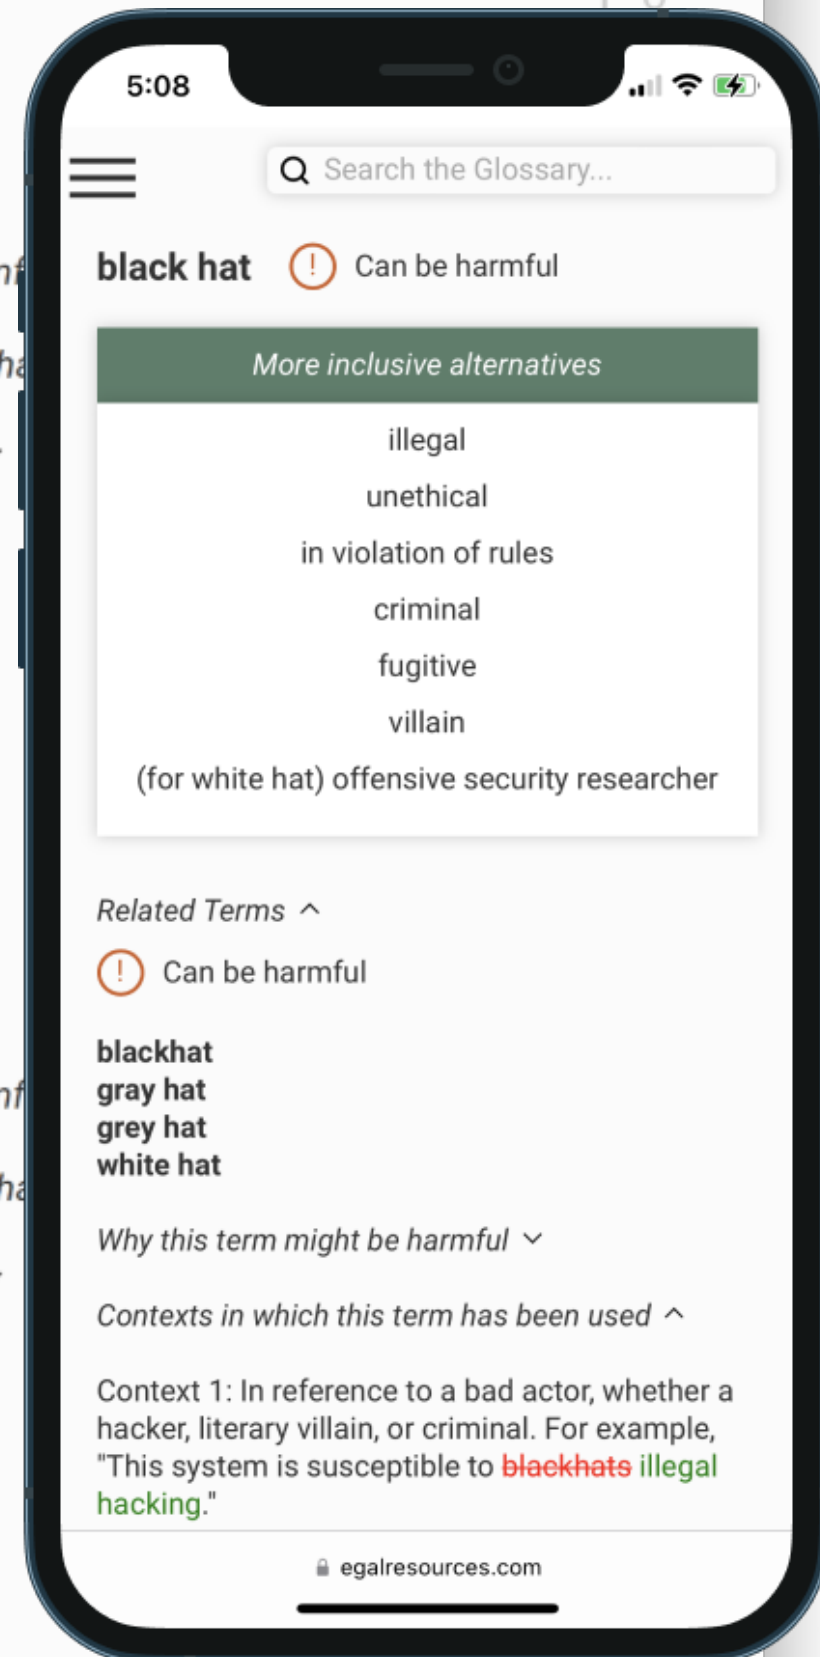 5:08
Search the Glossary...
black hat
Can be harmful
More inclusive alternatives
illegal
unethical
in violation of rules
criminal
fugitive
villain
(for white hat) offensive security researcher
Related Terms
Can be harmful
blackhat
gray hat
grey hat
white hat
Why this term might be harmful
Contexts in which this term has been used
Context 1: In reference to a bad actor, whether a
hacker, literary villain, or criminal. For example,
"This system is susceptible to blackhats illegal
hacking."
egalresources.com